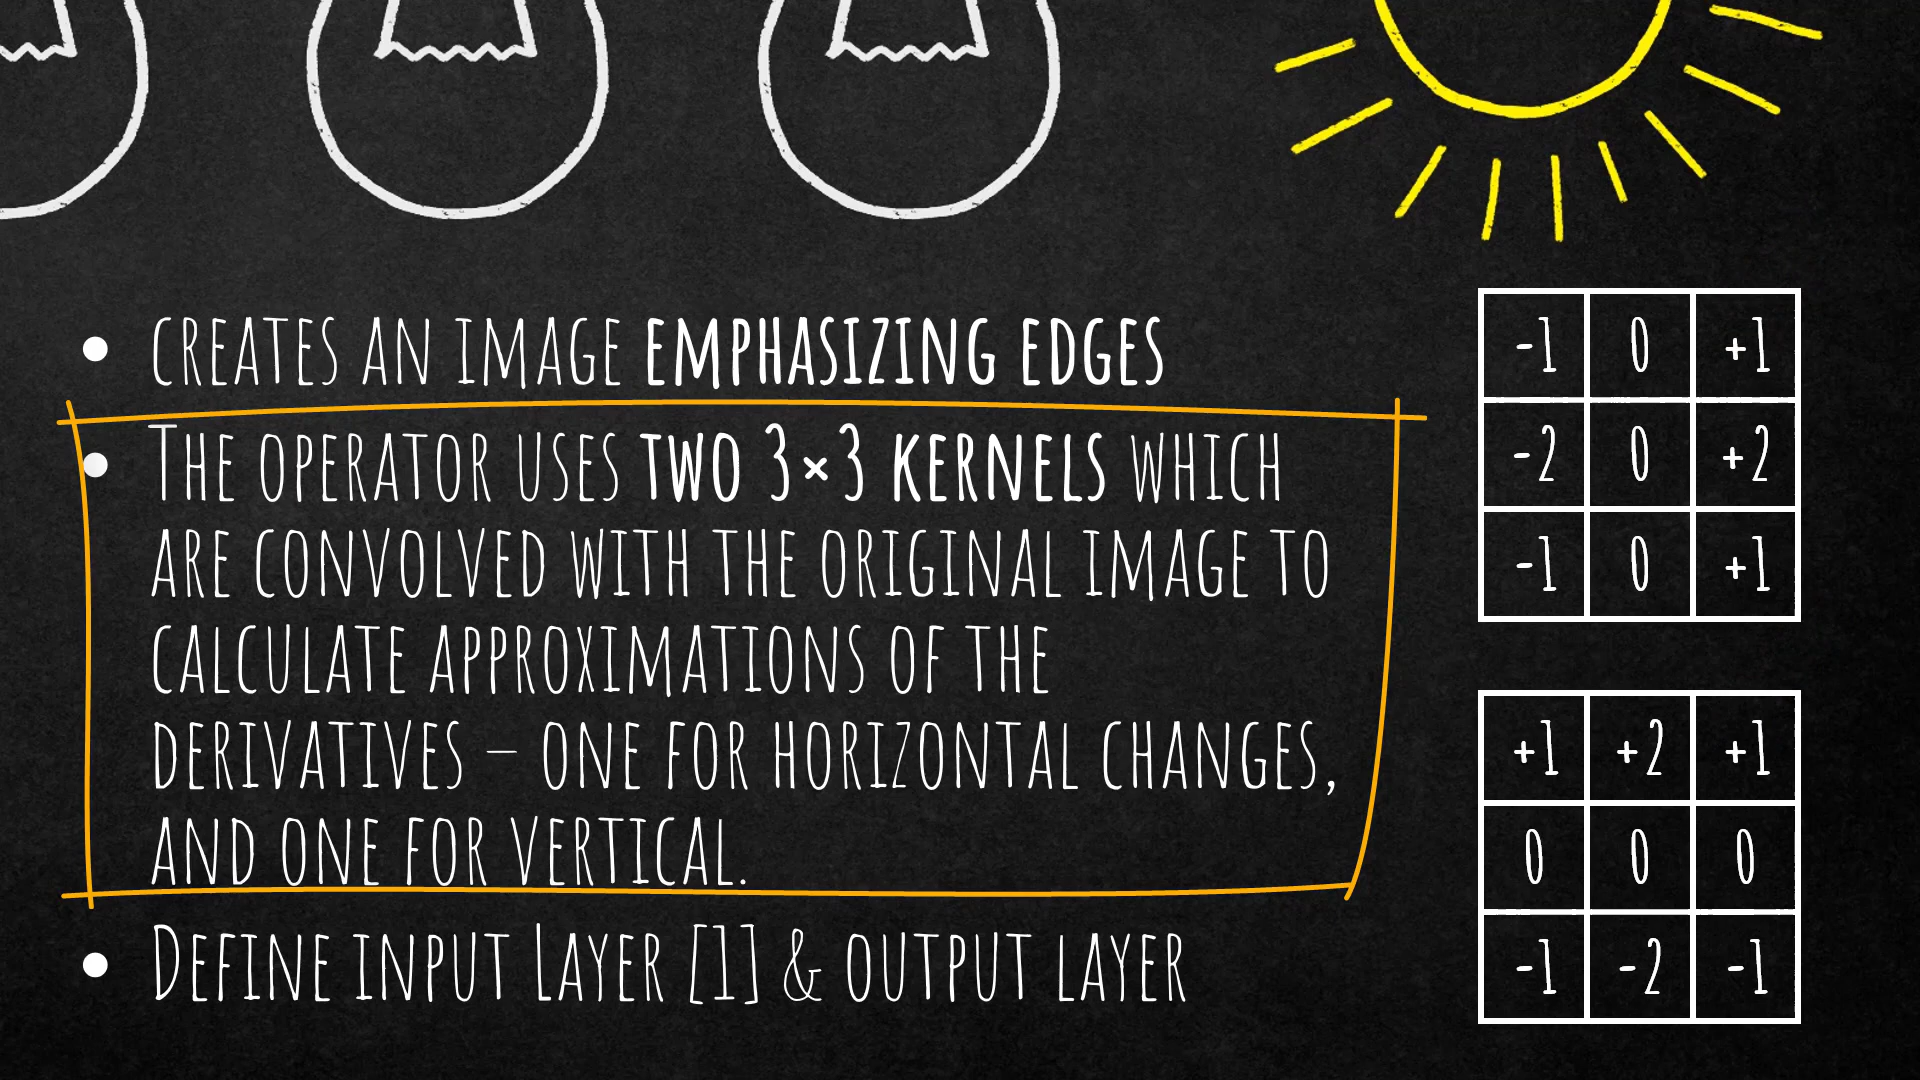 • creates an image emphasizing edges
• The operator uses two 3×3 kernels which
are convolved with the original image to
calculate approximations of the
derivatives – one for horizontal changes,
and one for vertical.
• Define input Layer [1] & output layer
-1 0 +1
-2 0 +2
-1 0 +1
+1 +2 +1
0 0 0
-1 -2 -1